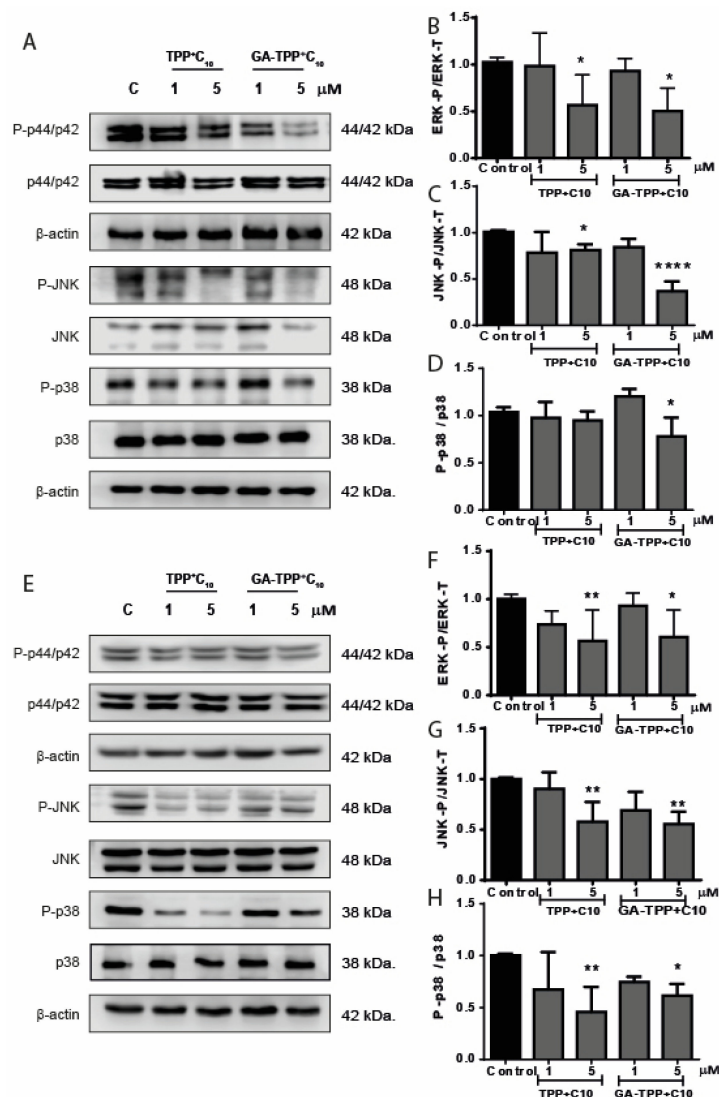 A
TPP⁺C₁₀ GA-TPP⁺C₁₀
C 1 5 1 5 μM
P-p44/p42 44/42 kDa
p44/p42 44/42 kDa
β-actin 42 kDa
P-JNK 48 kDa
JNK 48 kDa
P-p38 38 kDa
p38 38 kDa.
β-actin 42 kDa.
B
ERK-P/ERK-T
1.5
1.0
0.5
0.0
* *
Control 1 5 1 5 μM
TPP+C10 GA-TPP+C10
C
JNK-P/JNK-T
1.5
1.0
0.5
0.0
* ****
Control 1 5 1 5 μM
TPP+C10 GA-TPP+C10
D
P-p38/p38
1.5
1.0
0.5
0.0
*
Control 1 5 1 5 μM
TPP+C10 GA-TPP+C10
E
TPP⁺C₁₀ GA-TPP⁺C₁₀
C 1 5 1 5 μM
P-p44/p42 44/42 kDa
p44/p42 44/42 kDa
β-actin 42 kDa
P-JNK 48 kDa
JNK 48 kDa
P-p38 38 kDa
p38 38 kDa.
β-actin 42 kDa.
F
ERK-P/ERK-T
1.5
1.0
0.5
0.0
** *
Control 1 5 1 5 μM
TPP+C10 GA-TPP+C10
G
JNK-P/JNK-T
1.5
1.0
0.5
0.0
** **
Control 1 5 1 5 μM
TPP+C10 GA-TPP+C10
H
P-p38/p38
1.5
1.0
0.5
0.0
** *
Control 1 5 1 5 μM
TPP+C10 GA-TPP+C10